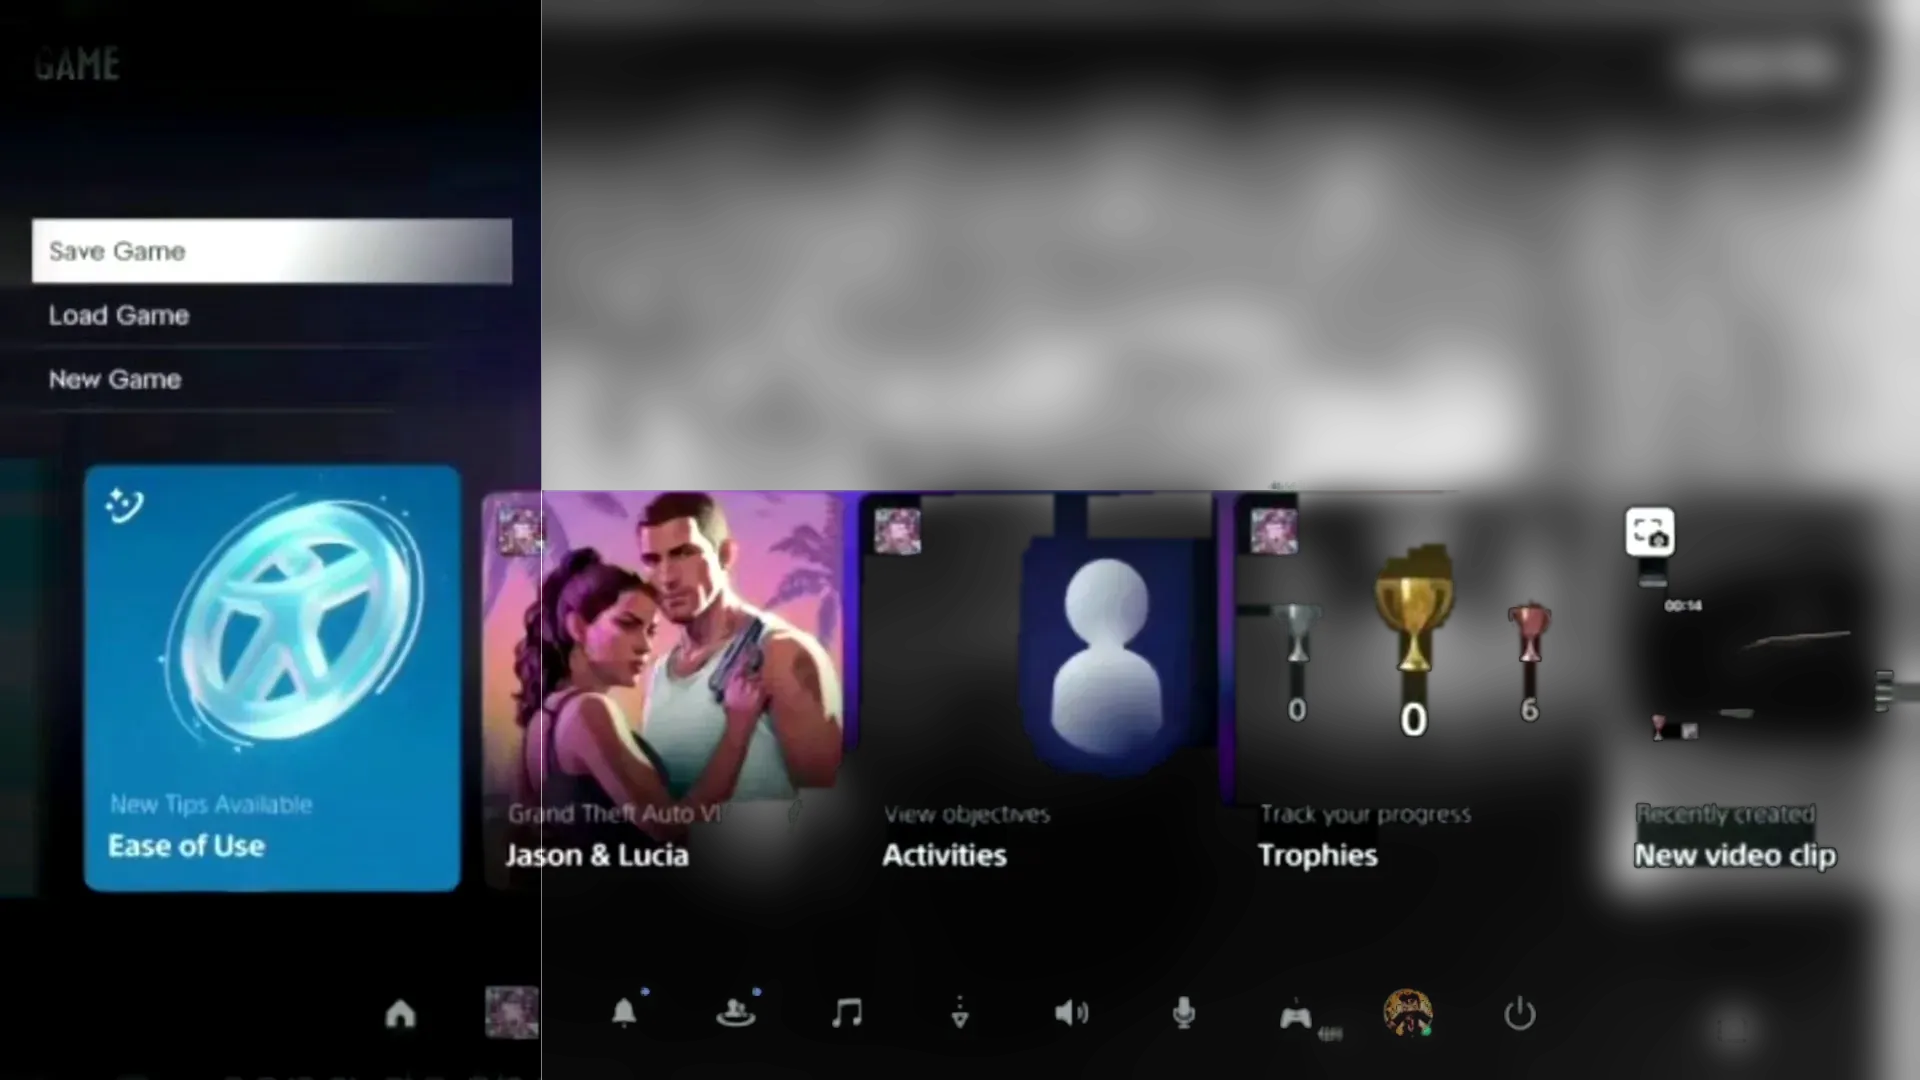 GAME
Save Game
Load Game
New Game
New Tips Available
Ease of Use
Grand Theft Auto VI
Jason & Lucia
View objectives
Activities
0
0
6
Track your progress
Trophies
00:14
Recently created
New video clip